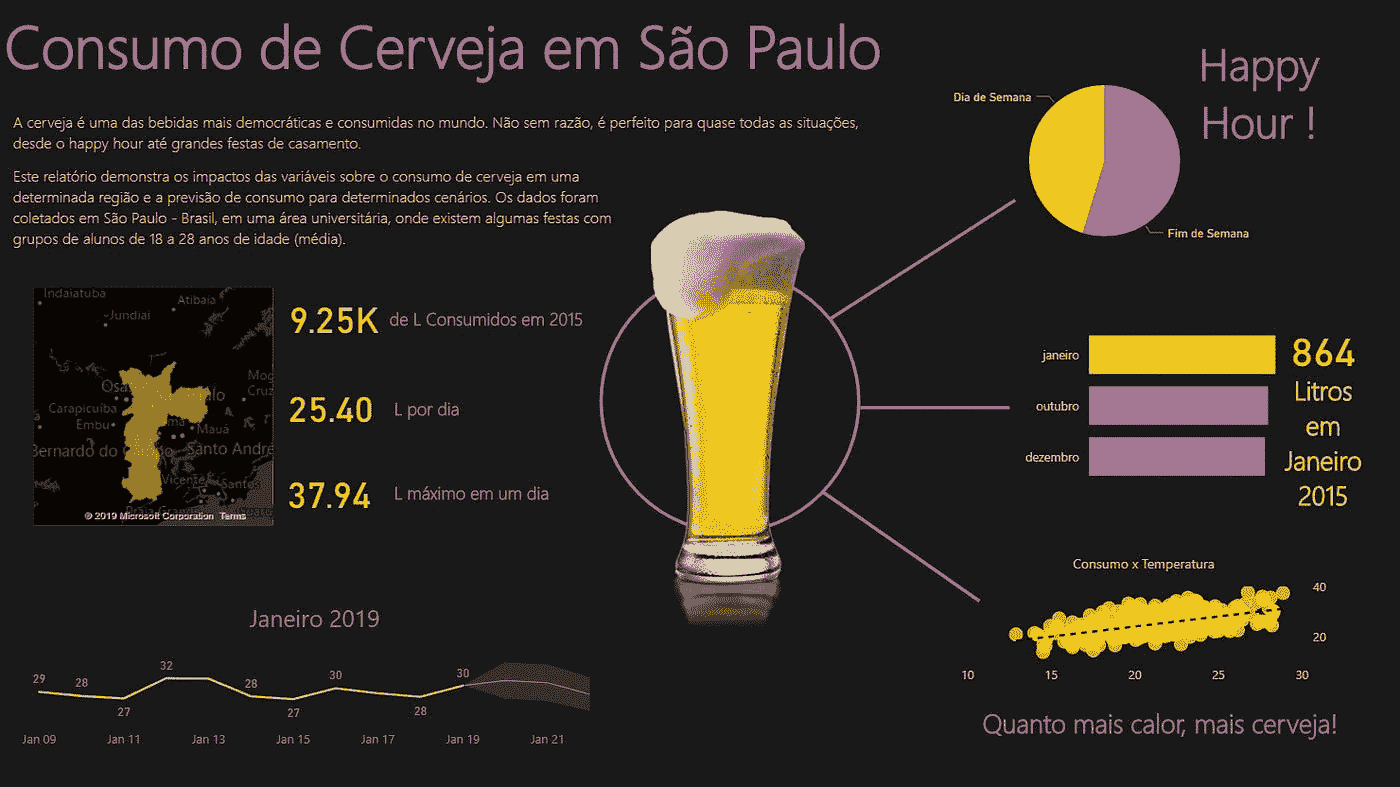 Consumo de Cerveja em São Paulo
A cerveja é uma das bebidas mais democráticas e consumidas no mundo. Não sem razão, é perfeito para quase todas as situações,
desde o happy hour até grandes festas de casamento.
Este relatório demonstra os impactos das variáveis sobre o consumo de cerveja em uma
determinada região e a previsão de consumo para determinados cenários. Os dados foram
coletados em São Paulo - Brasil, em uma área universitária, onde existem algumas festas com
grupos de alunos de 18 a 28 anos de idade (média).
Indaiatuba
Atibaia
Jundiaí
Carapicuíba
Embu
Mauá
Santo André
Santos
© 2019 Microsoft Corporation Terms
9.25K de L Consumidos em 2015
25.40 L por dia
37.94 L máximo em um dia
Janeiro 2019
29
28
27
32
28
27
30
28
30
Jan 09
Jan 11
Jan 13
Jan 15
Jan 17
Jan 19
Jan 21
Happy
Hour !
Dia de Semana
Fim de Semana
janeiro
outubro
dezembro
864
Litros
em
Janeiro
2015
Consumo x Temperatura
40
20
10
15
20
25
30
Quanto mais calor, mais cerveja!